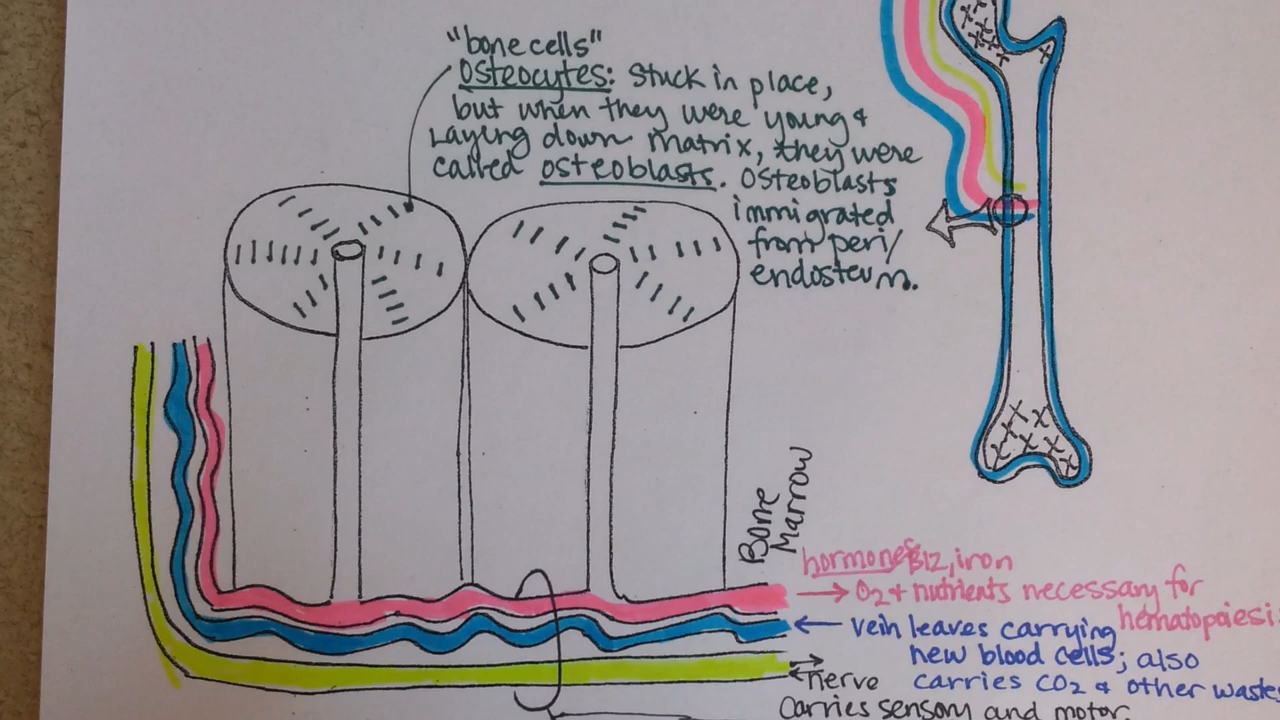 "bone cells"
Osteocytes: Stuck in place,
but when they were young &
Laying down matrix, they were
called osteoblasts. Osteoblasts
immigrated
from peri/
endosteum.
Bone
Marrow
hormones B12, iron
O2 + nutrients necessary for
hematopoiesi
vein leaves carrying
new blood cells; also
carries CO2 & other waste
nerve
Carries sensory and motor